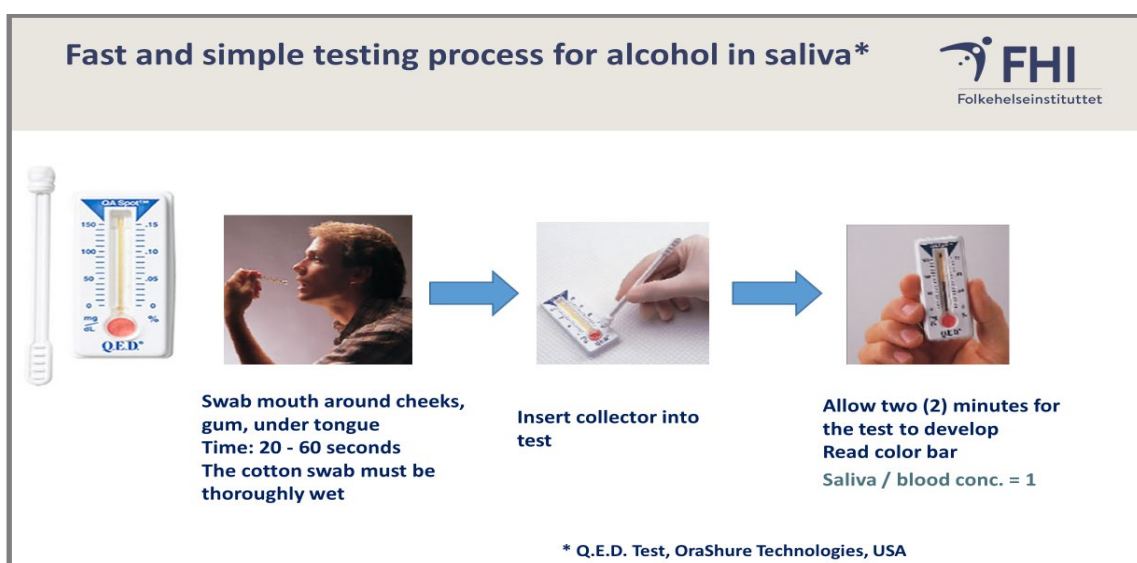 Fast and simple testing process for alcohol in saliva*
FHI
Folkehelseinstituttet
QA Spot™
150 .15
100 .10
50 .05
0 0
mg/dL %
Q.E.D.®
Swab mouth around cheeks,
gum, under tongue
Time: 20 - 60 seconds
The cotton swab must be
thoroughly wet
Insert collector into
test
Allow two (2) minutes for
the test to develop
Read color bar
Saliva / blood conc. = 1
* Q.E.D. Test, OraShure Technologies, USA